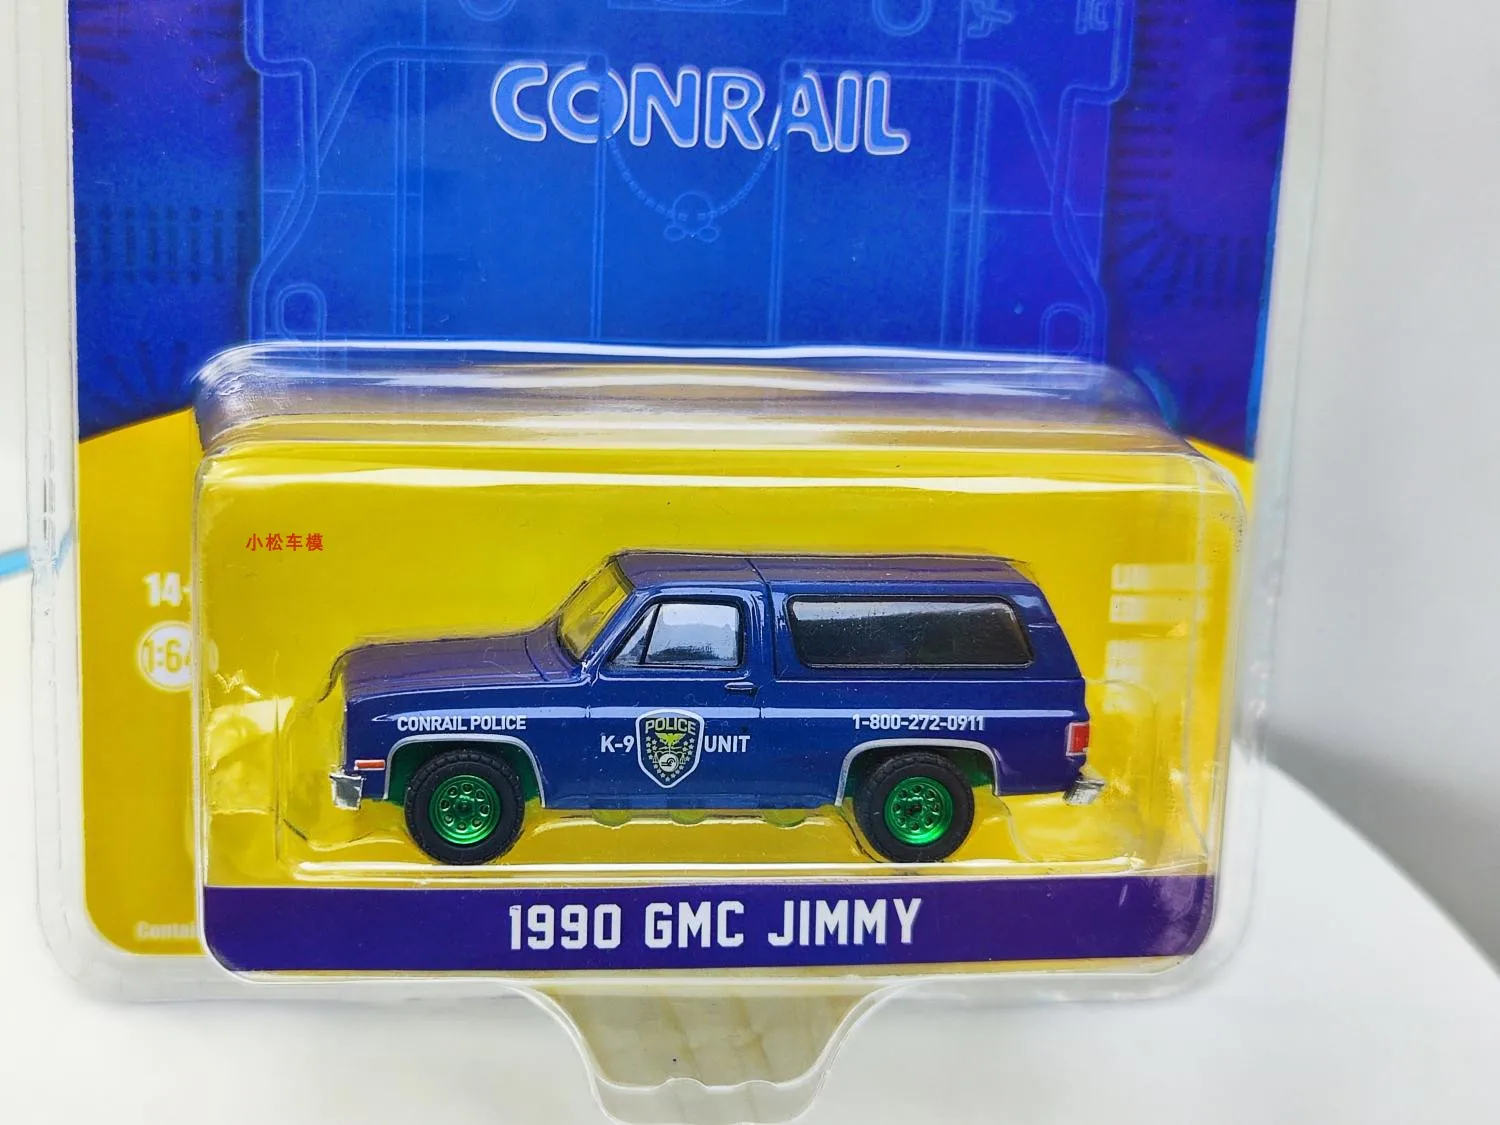 CONRAIL
小松车模
14+
1:64
CONRAIL POLICE
POLICE
K-9
UNIT
1-800-272-0911
1990 GMC JIMMY